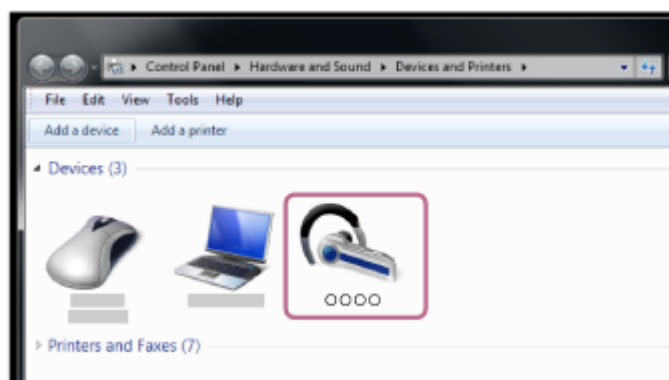 Control Panel ▸ Hardware and Sound ▸ Devices and Printers ▸
File Edit View Tools Help
Add a device Add a printer
Devices (3)
○○○○
Printers and Faxes (7)